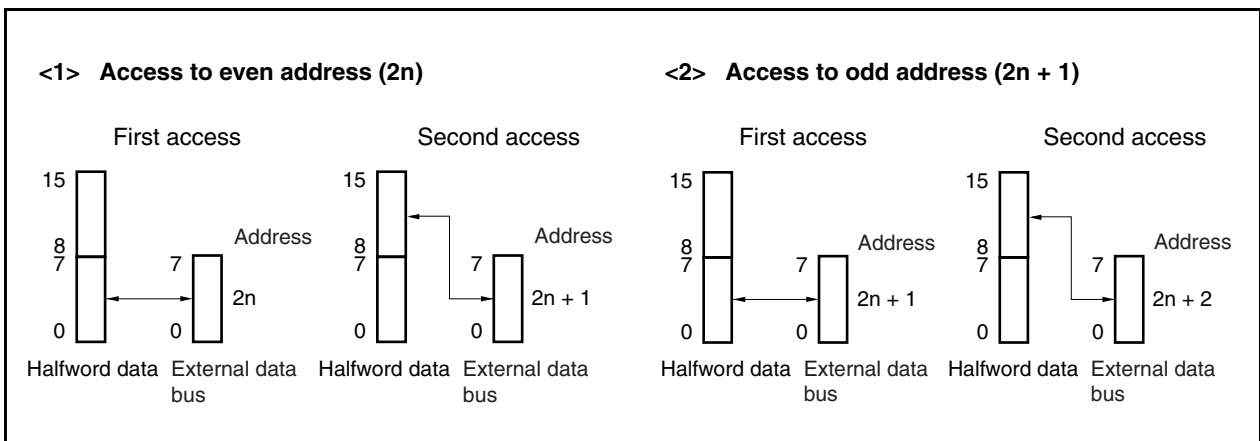 <1> Access to even address (2n)
First access
15
8
7
0
Halfword data
7
0
Address
2n
External data
bus
Second access
15
8
7
0
Halfword data
7
0
Address
2n + 1
External data
bus
<2> Access to odd address (2n + 1)
First access
15
8
7
0
Halfword data
7
0
Address
2n + 1
External data
bus
Second access
15
8
7
0
Halfword data
7
0
Address
2n + 2
External data
bus